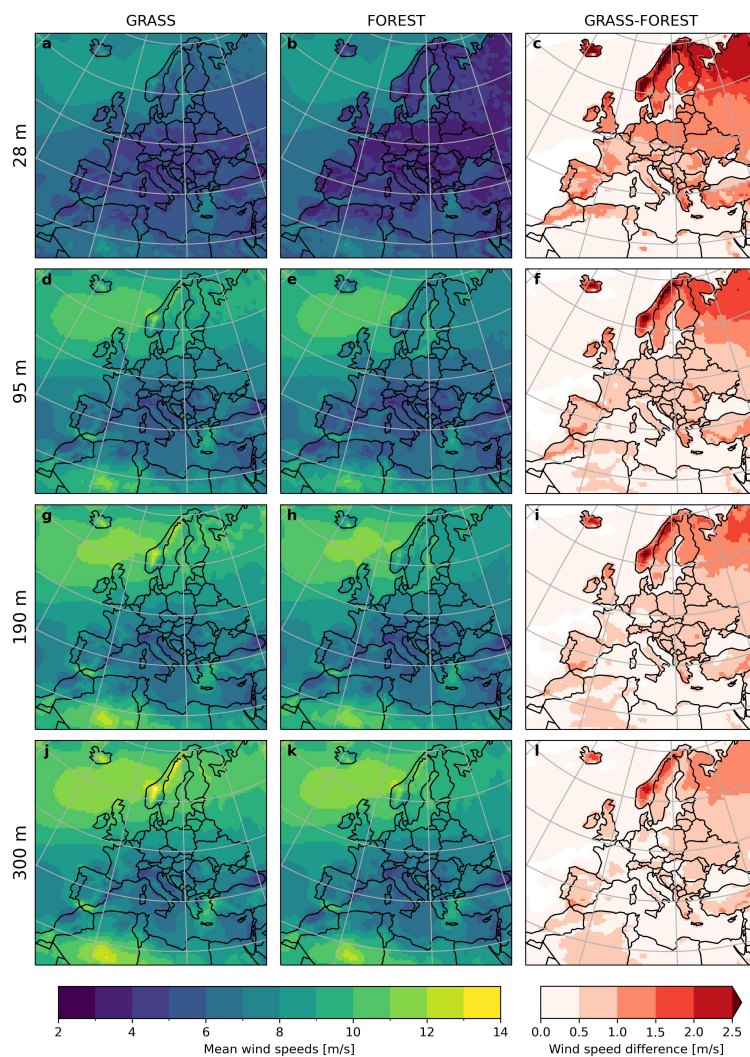 GRASS FOREST GRASS-FOREST
a b c
28 m
d e f
95 m
g h i
190 m
j k l
300 m
2 4 6 8 10 12 14 0.0 0.5 1.0 1.5 2.0 2.5
Mean wind speeds [m/s] Wind speed difference [m/s]